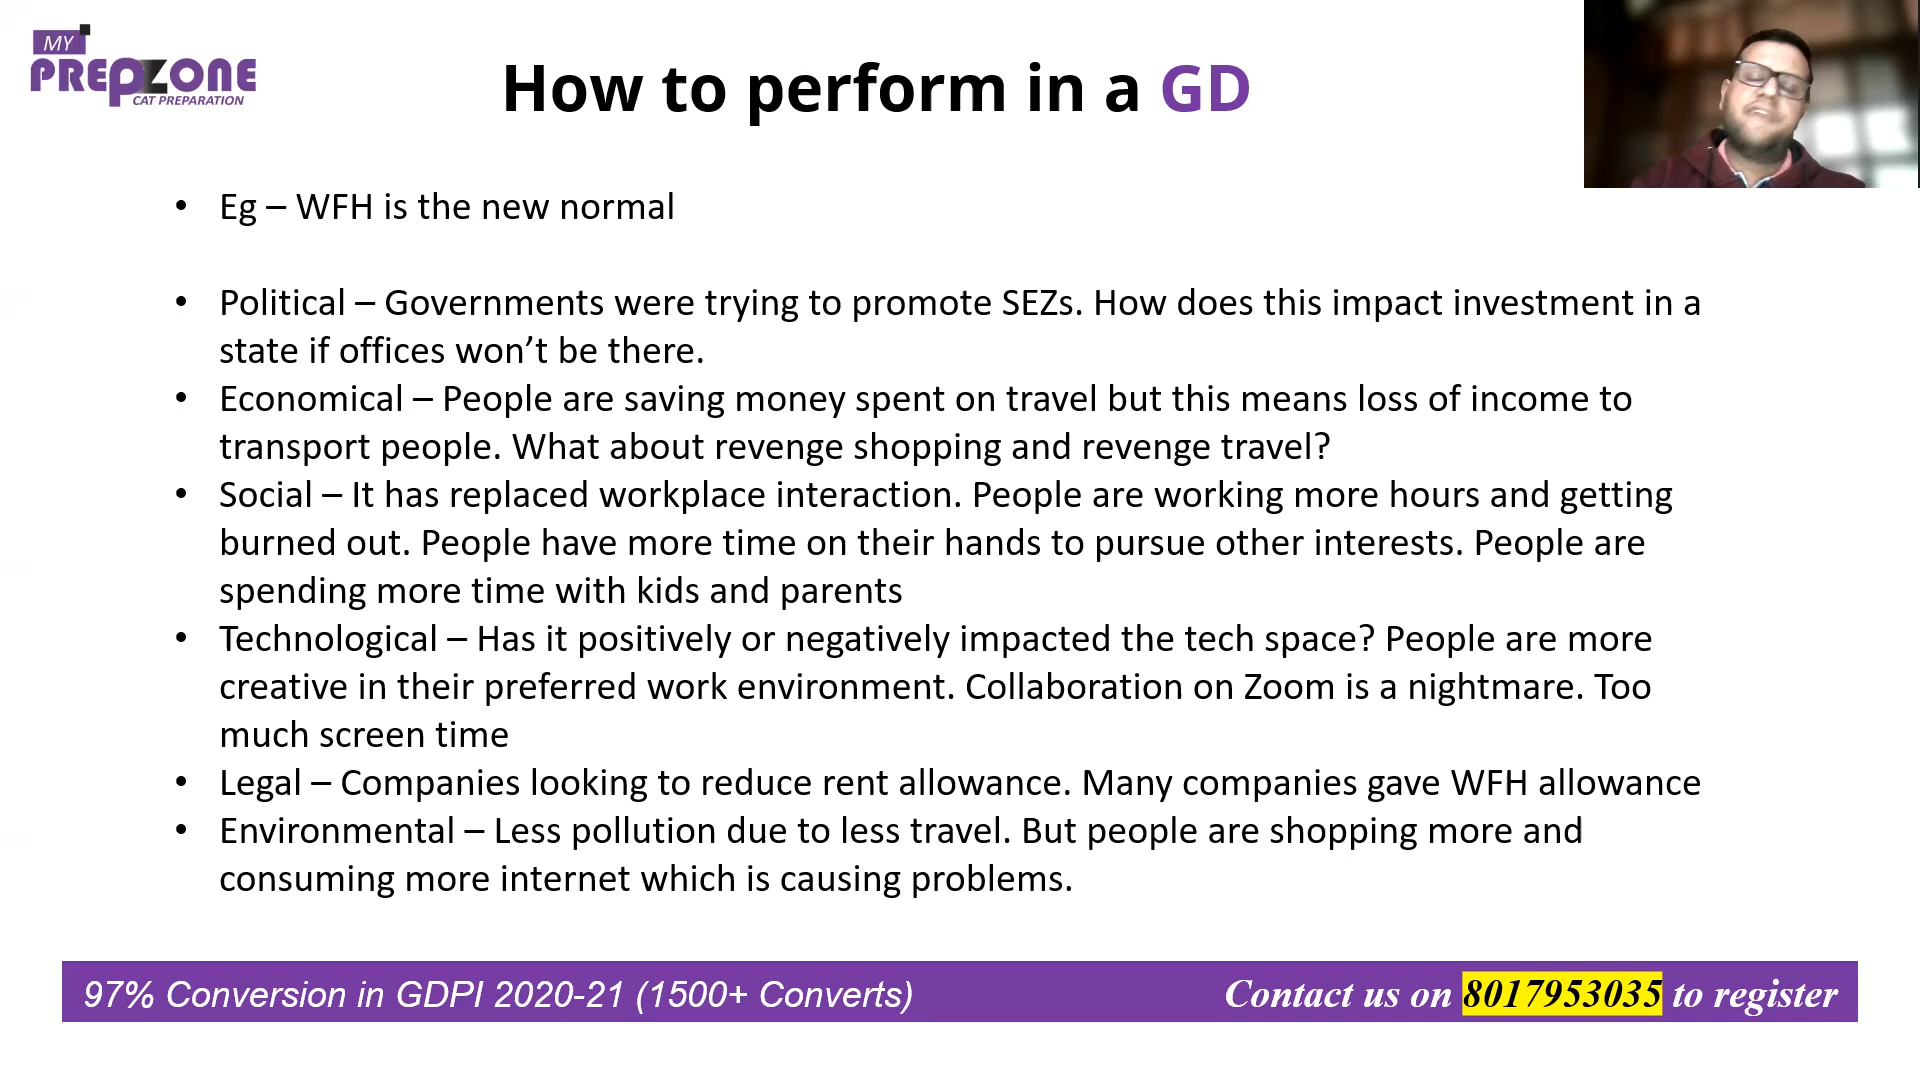 MY
PREPZONE
CAT PREPARATION
How to perform in a GD
• Eg – WFH is the new normal
• Political – Governments were trying to promote SEZs. How does this impact investment in a
state if offices won’t be there.
• Economical – People are saving money spent on travel but this means loss of income to
transport people. What about revenge shopping and revenge travel?
• Social – It has replaced workplace interaction. People are working more hours and getting
burned out. People have more time on their hands to pursue other interests. People are
spending more time with kids and parents
• Technological – Has it positively or negatively impacted the tech space? People are more
creative in their preferred work environment. Collaboration on Zoom is a nightmare. Too
much screen time
• Legal – Companies looking to reduce rent allowance. Many companies gave WFH allowance
• Environmental – Less pollution due to less travel. But people are shopping more and
consuming more internet which is causing problems.
97% Conversion in GDPI 2020-21 (1500+ Converts)
Contact us on 8017953035 to register